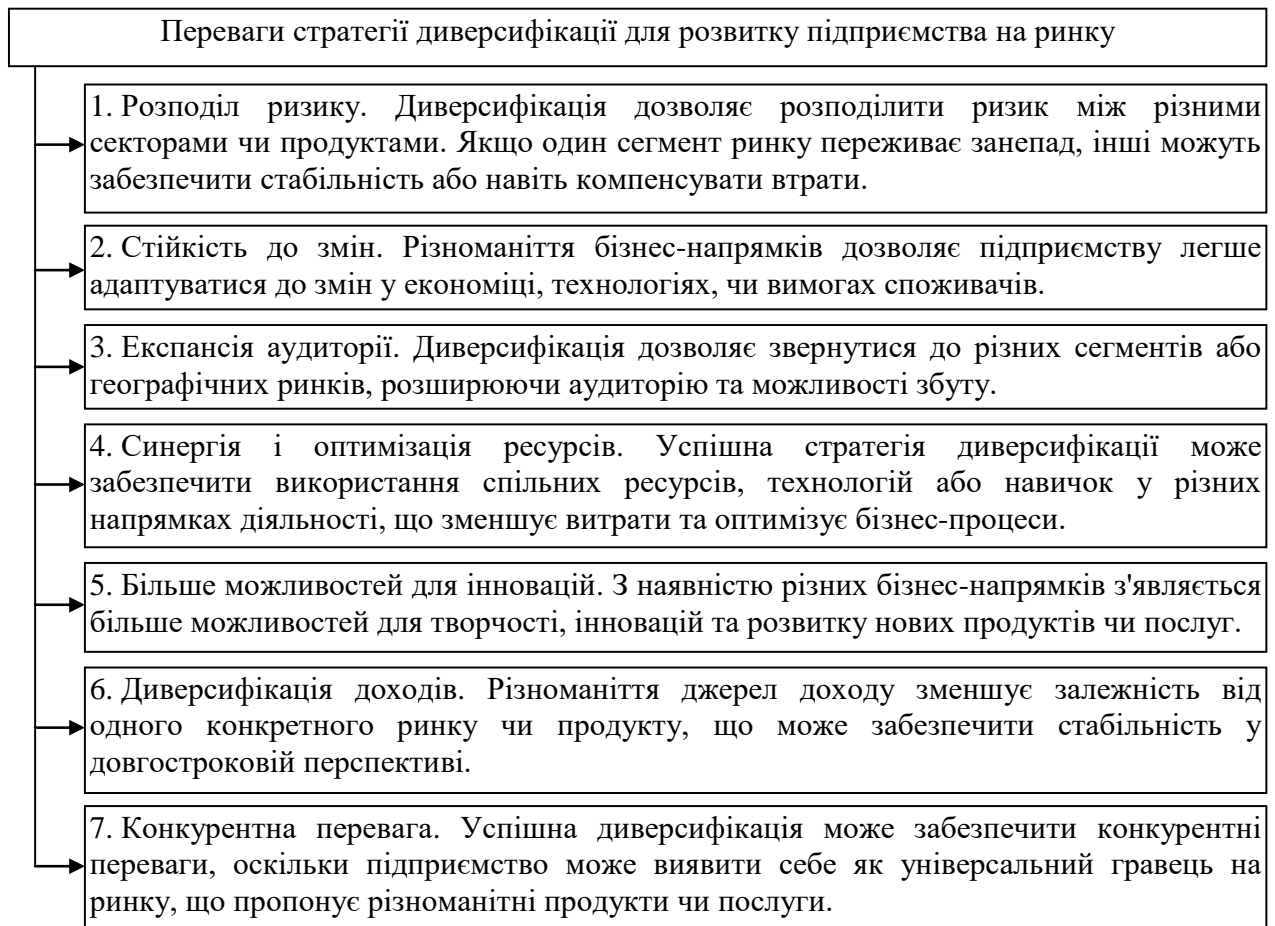 Переваги стратегії диверсифікації для розвитку підприємства на ринку
1. Розподіл ризику. Диверсифікація дозволяє розподілити ризик між різними
секторами чи продуктами. Якщо один сегмент ринку переживає занепад, інші можуть
забезпечити стабільність або навіть компенсувати втрати.
2. Стійкість до змін. Різноманіття бізнес-напрямків дозволяє підприємству легше
адаптуватися до змін у економіці, технологіях, чи вимогах споживачів.
3. Експансія аудиторії. Диверсифікація дозволяє звернутися до різних сегментів або
географічних ринків, розширюючи аудиторію та можливості збуту.
4. Синергія і оптимізація ресурсів. Успішна стратегія диверсифікації може
забезпечити використання спільних ресурсів, технологій або навичок у різних
напрямках діяльності, що зменшує витрати та оптимізує бізнес-процеси.
5. Більше можливостей для інновацій. З наявністю різних бізнес-напрямків з'являється
більше можливостей для творчості, інновацій та розвитку нових продуктів чи послуг.
6. Диверсифікація доходів. Різноманіття джерел доходу зменшує залежність від
одного конкретного ринку чи продукту, що може забезпечити стабільність у
довгостроковій перспективі.
7. Конкурентна перевага. Успішна диверсифікація може забезпечити конкурентні
переваги, оскільки підприємство може виявити себе як універсальний гравець на
ринку, що пропонує різноманітні продукти чи послуги.